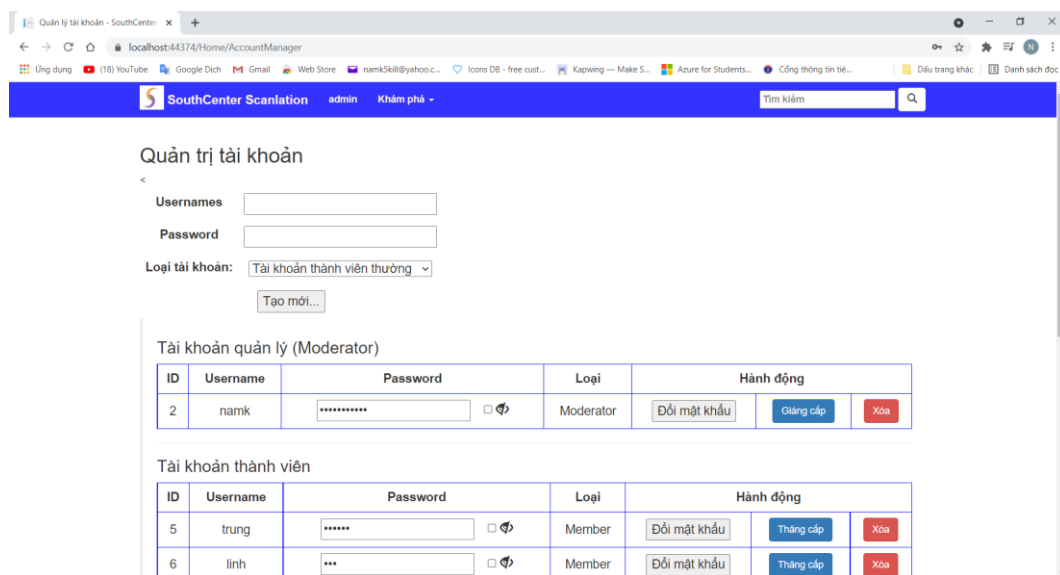 Quản lý tài khoản - SouthCenter
localhost:44374/Home/AccountManager
N
Ứng dụng (18) YouTube Google Dịch Gmail Web Store namk5kill@yahoo.c... Icons DB - free cust... Kapwing — Make S... Azure for Students... Cổng thông tin tiê... Dấu trang khác Danh sách đọc
SouthCenter Scanlation admin Khám phá Tìm kiếm
Quản trị tài khoản
<
Usernames
Password
Loại tài khoản: Tài khoản thành viên thường
Tạo mới...
Tài khoản quản lý (Moderator)
ID Username Password Loại Hành động
2 namk ••••••••••• Moderator Đổi mật khẩu Giáng cấp Xóa
Tài khoản thành viên
ID Username Password Loại Hành động
5 trung •••••• Member Đổi mật khẩu Thăng cấp Xóa
6 linh ••• Member Đổi mật khẩu Thăng cấp Xóa